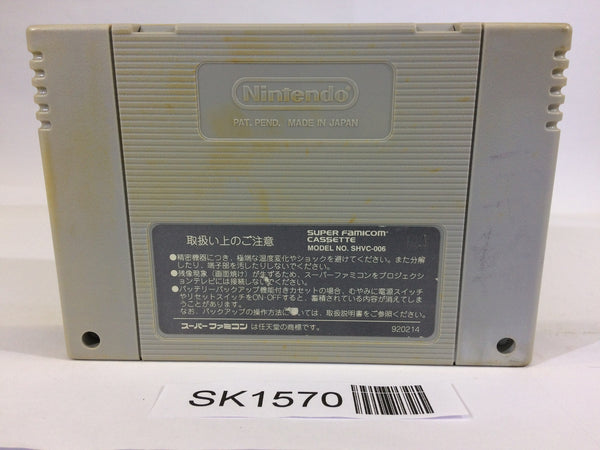 Nintendo
PAT. PEND. MADE IN JAPAN
取扱い上のご注意
SUPER FAMICOM
CASSETTE
MODEL NO. SHVC-006
●精密機器につき、極端な温度変化やショックを避けてください。また分解
したり、端子部を汚したりしないでください。
●残像現象（画面焼け）が生ずるため、スーパーファミコンをプロジェクシ
ョンテレビには接続しないでください。
●バッテリーバックアップ機能付きカセットの場合、むやみに電源スイッチ
やリセットスイッチをON・OFFすると、蓄積されている内容が消えてしま
うことがあります。
なお、バックアップの操作方法については、取扱説明書をご参照ください。
スーパーファミコン は任天堂の商標です。
920214
SK1570